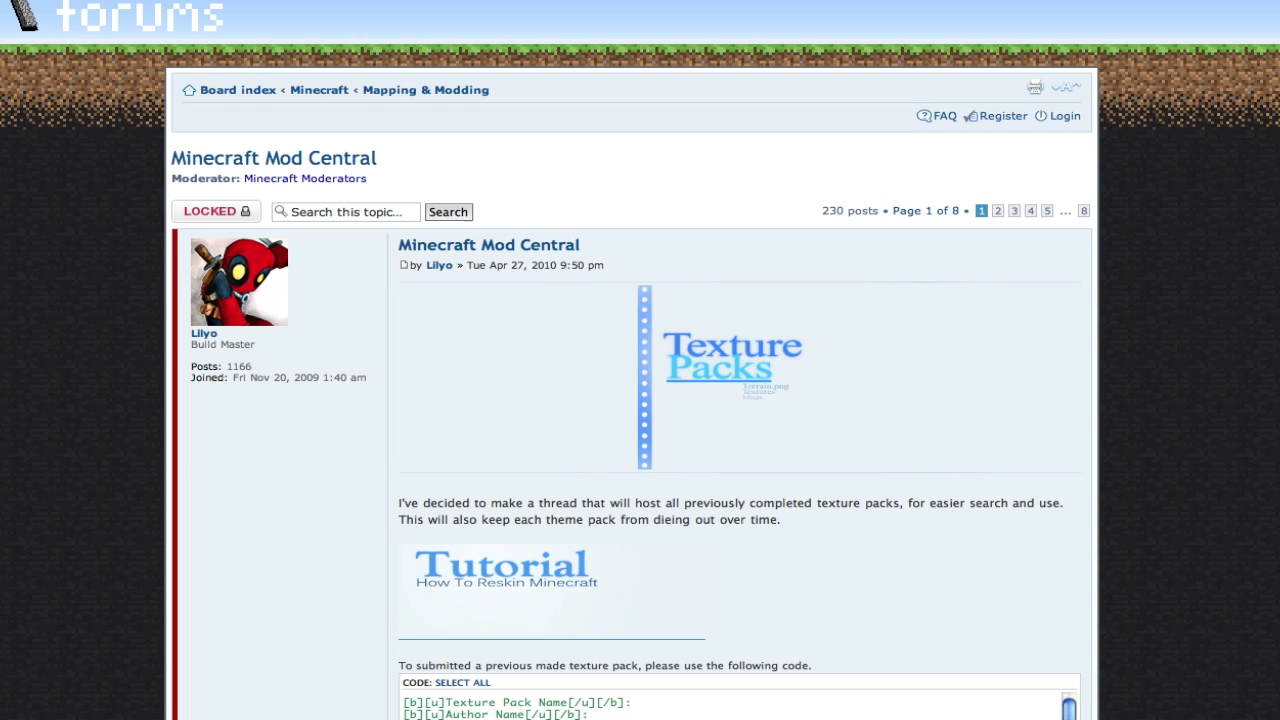 forums
Board index ‹ Minecraft ‹ Mapping & Modding
FAQ Register Login
Minecraft Mod Central
Moderator: Minecraft Moderators
LOCKED Search this topic... Search 230 posts • Page 1 of 8 • 1 2 3 4 5 ... 8
Minecraft Mod Central
by Lilyo » Tue Apr 27, 2010 9:50 pm
Lilyo
Build Master
Posts: 1166
Joined: Fri Nov 20, 2009 1:40 am
Texture
Packs
Terrain.png
Textures
Mods
I've decided to make a thread that will host all previously completed texture packs, for easier search and use.
This will also keep each theme pack from dieing out over time.
Tutorial
How To Reskin Minecraft
To submitted a previous made texture pack, please use the following code.
CODE: SELECT ALL
[b][u]Texture Pack Name[/u][/b]:
[b][u]Author Name[/u][/b]: